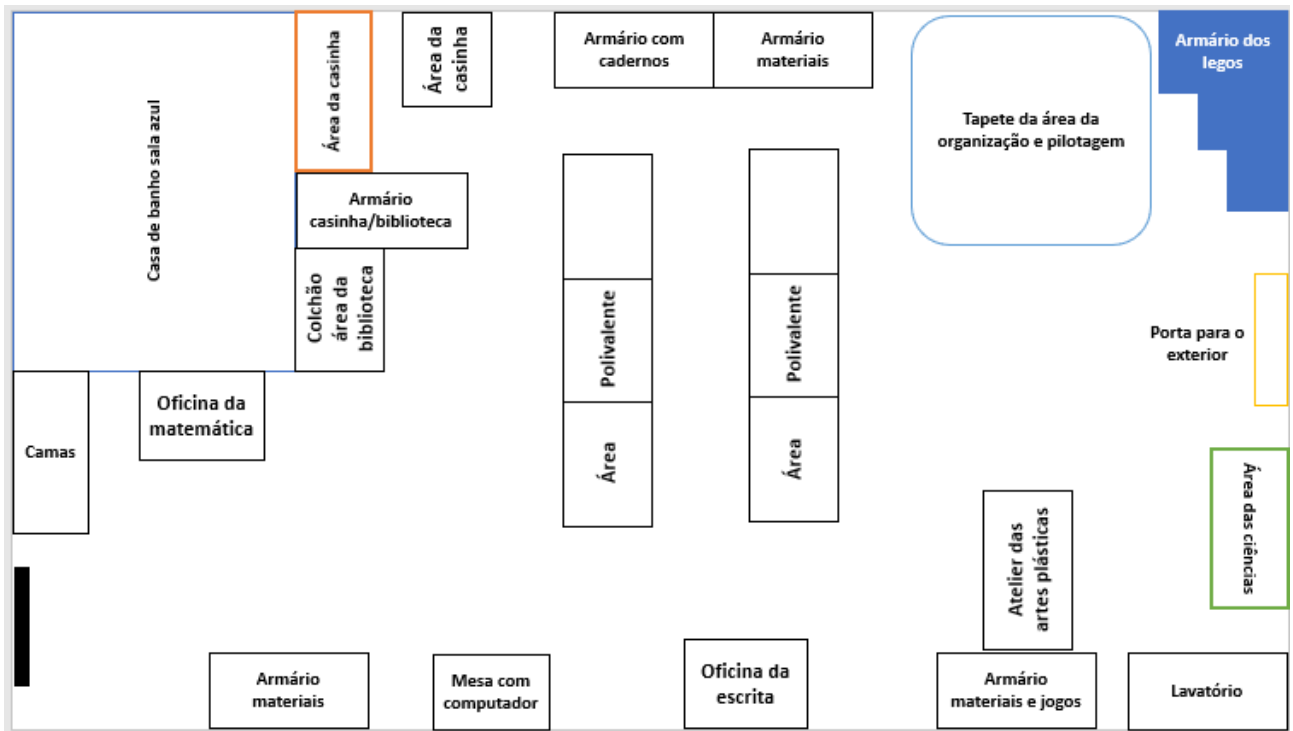 Casa de banho sala azul
Área da casinha
Área da
casinha
Armário com
cadernos
Armário
materiais
Tapete da área da
organização e pilotagem
Armário dos
legos
Armário
casinha/biblioteca
Colchão
área da
biblioteca
Polivalente
Área
Polivalente
Área
Porta para o
exterior
Camas
Oficina da
matemática
Área das ciências
Atelier das
artes plásticas
Armário
materiais
Mesa com
computador
Oficina da
escrita
Armário
materiais e jogos
Lavatório